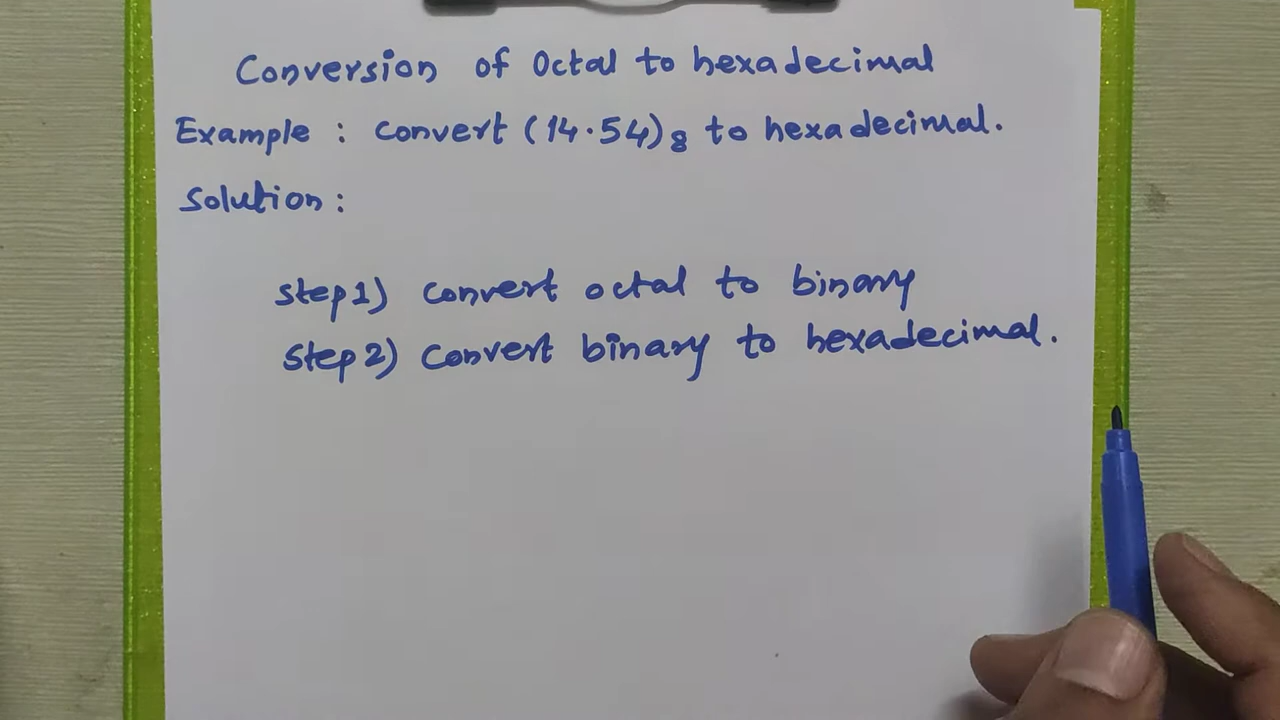 Conversion of Octal to hexadecimal
Example : Convert (14.54)8 to hexadecimal.
Solution :
Step1) Convert octal to binary
Step2) Convert binary to hexadecimal.